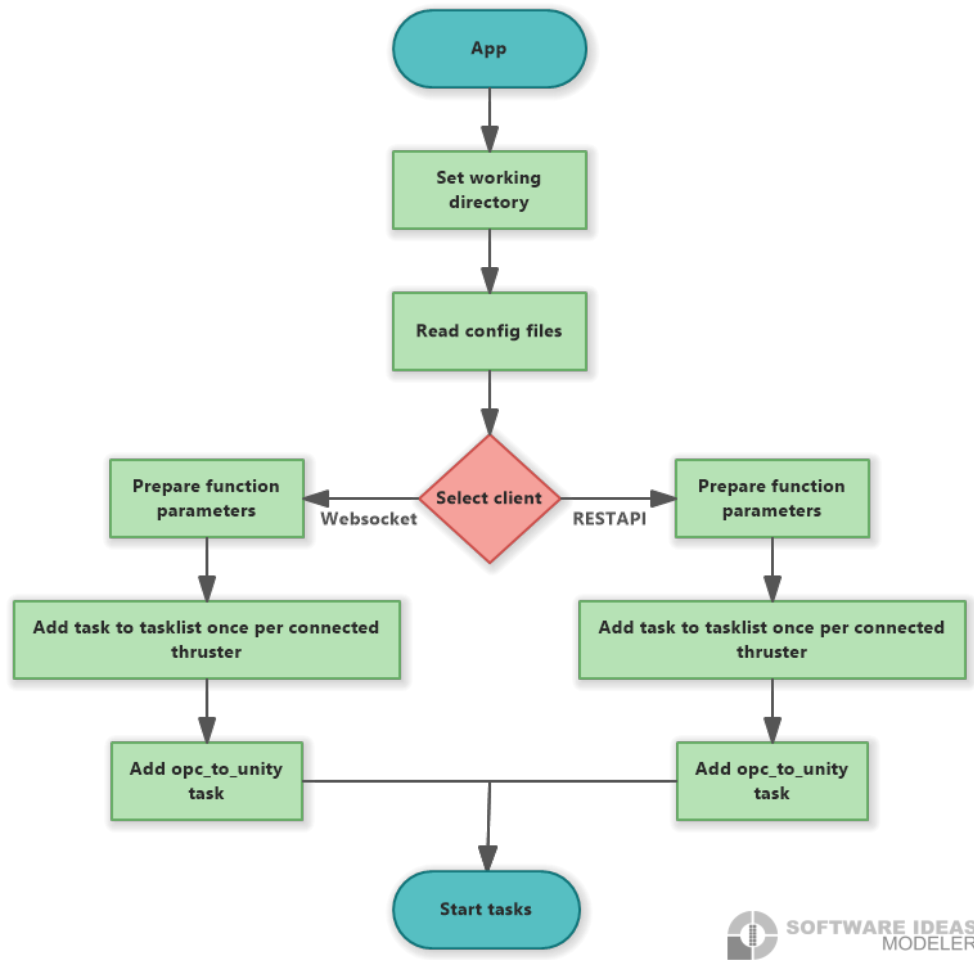 App
Set working
directory
Read config files
Select client
Websocket
RESTAPI
Prepare function
parameters
Prepare function
parameters
Add task to tasklist once per connected
thruster
Add task to tasklist once per connected
thruster
Add opc_to_unity
task
Add opc_to_unity
task
Start tasks
SOFTWARE IDEAS
MODELER